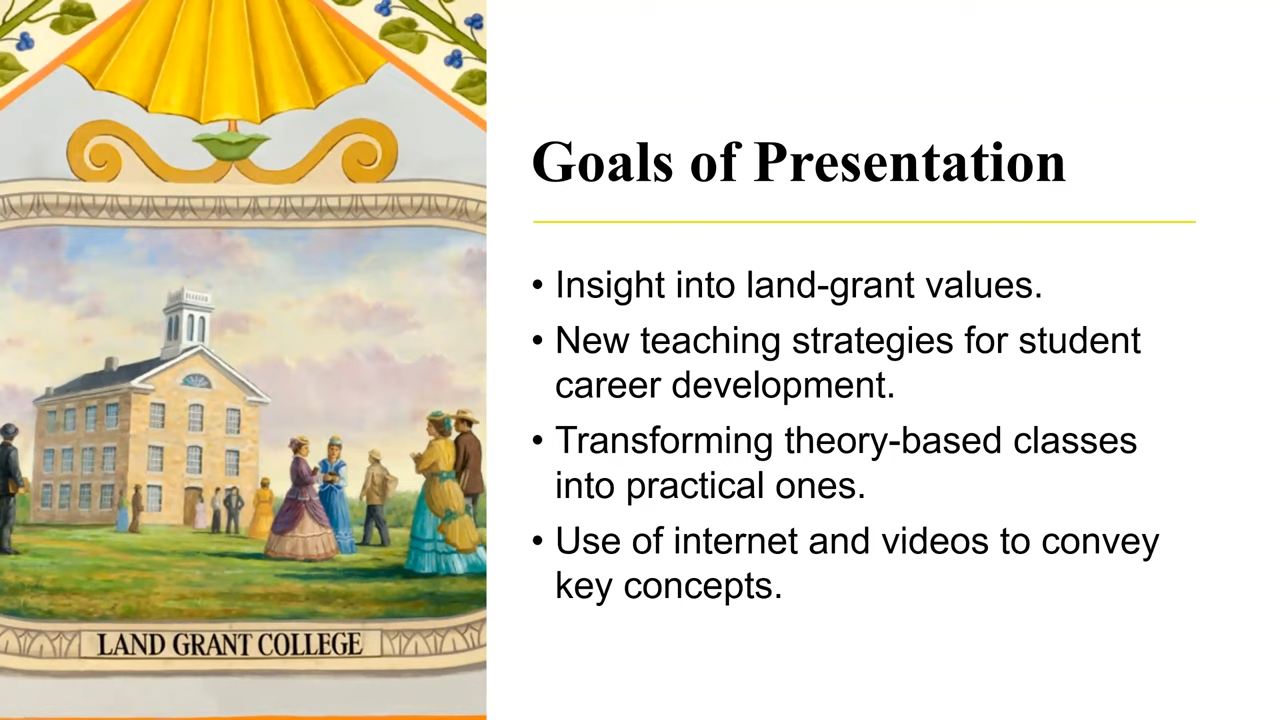 Goals of Presentation
• Insight into land-grant values.
• New teaching strategies for student
career development.
• Transforming theory-based classes
into practical ones.
• Use of internet and videos to convey
key concepts.
LAND GRANT COLLEGE